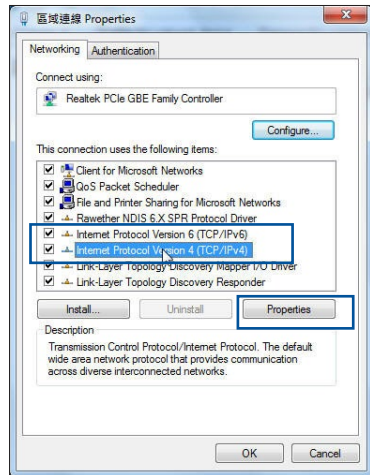 區域連線 Properties
Networking Authentication
Connect using:
Realtek PCIe GBE Family Controller
Configure...
This connection uses the following items:
Client for Microsoft Networks
QoS Packet Scheduler
File and Printer Sharing for Microsoft Networks
Rawether NDIS 6.X SPR Protocol Driver
Internet Protocol Version 6 (TCP/IPv6)
Internet Protocol Version 4 (TCP/IPv4)
Link-Layer Topology Discovery Mapper I/O Driver
Link-Layer Topology Discovery Responder
Install... Uninstall Properties
Description
Transmission Control Protocol/Internet Protocol. The default
wide area network protocol that provides communication
across diverse interconnected networks.
OK Cancel